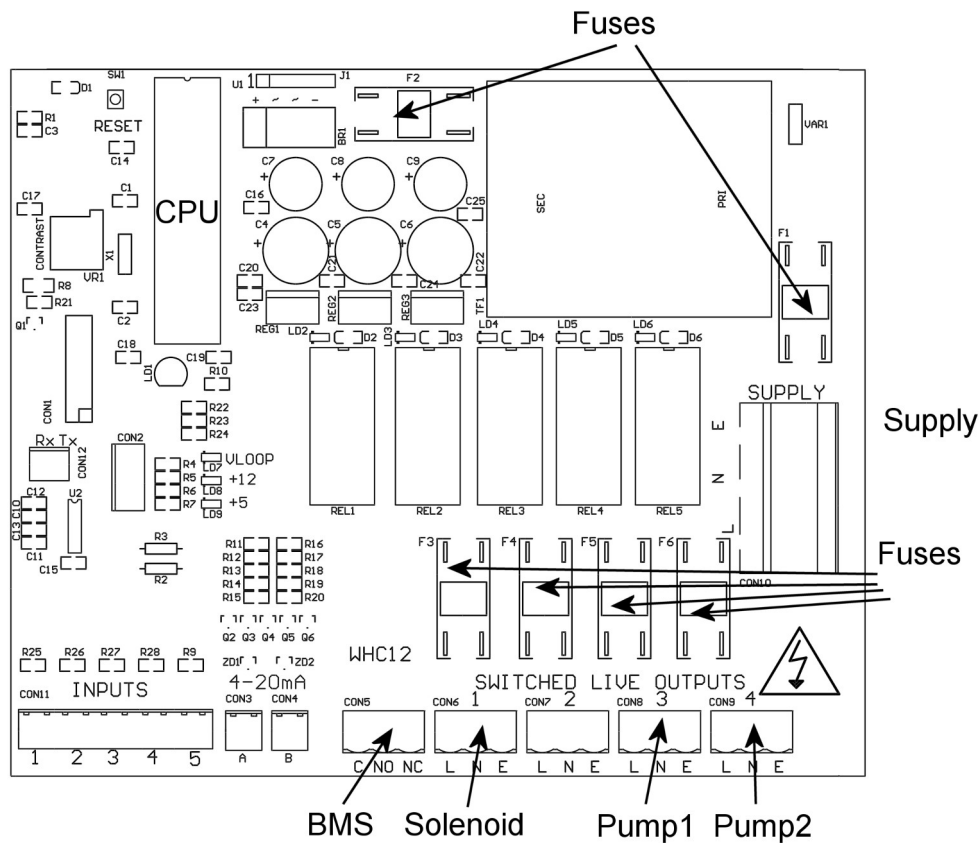 Fuses
SW1
D1
RESET
R1
C3
C14
U1
1
J1
+ ~ ~ -
BR1
F2
VAR1
C17
C1
CPU
C7
C8
C9
+
+
+
C16
C25
SEC
PRI
F1
CONTRAST
VR1
X1
C4
C5
C6
+
+
+
C20
C21
C22
C23
C24
R8
R21
Q1
C2
REG1
REG2
REG3
TF1
LD2
D2
LD3
D3
LD4
D4
LD5
D5
LD6
D6
C18
LD1
C19
R10
CON1
R22
R23
R24
SUPPLY
Supply
E
N
L
Rx Tx
CON12
CON2
R4
R5
R6
R7
LD7
VLOOP
LD8
+12
LD9
+5
REL1
REL2
REL3
REL4
REL5
C12
C10
C13
C11
U2
C15
R3
R2
R11
R12
R13
R14
R15
R16
R17
R18
R19
R20
F3
F4
F5
F6
Fuses
CON10
Q2
Q3
Q4
Q5
Q6
R25
R26
R27
R28
R9
ZD1
ZD2
WHC12
CON11
INPUTS
4-20mA
SWITCHED LIVE OUTPUTS
CON3
CON4
CON5
CON6
1
CON7
2
CON8
3
CON9
4
1 2 3 4 5
A
B
C NO NC
L N E
L N E
L N E
L N E
BMS
Solenoid
Pump1
Pump2